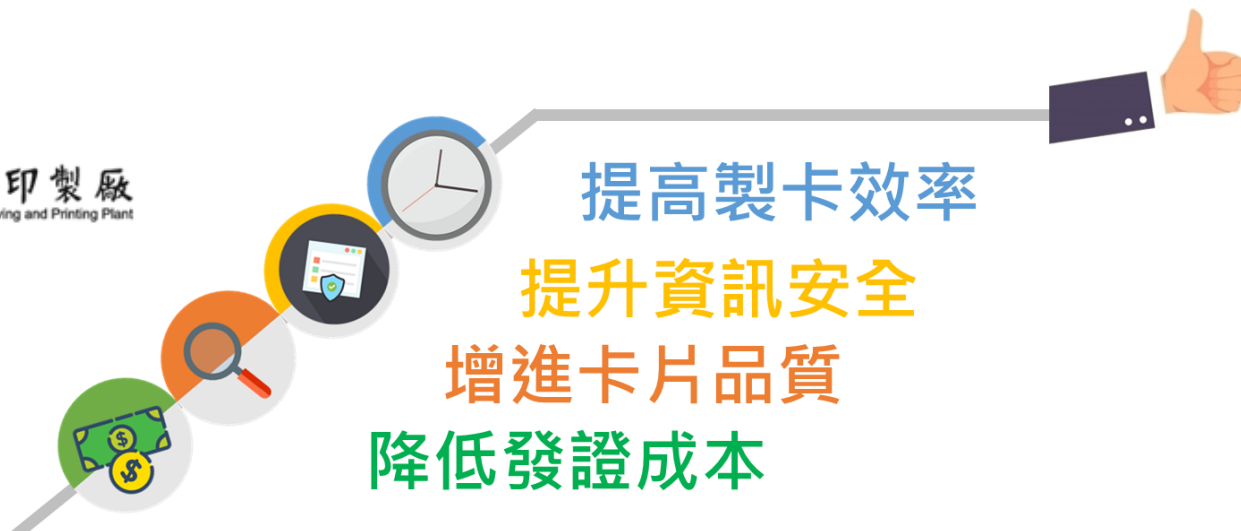 印製廠
ving and Printing Plant
提高製卡效率
提升資訊安全
增進卡片品質
降低發證成本